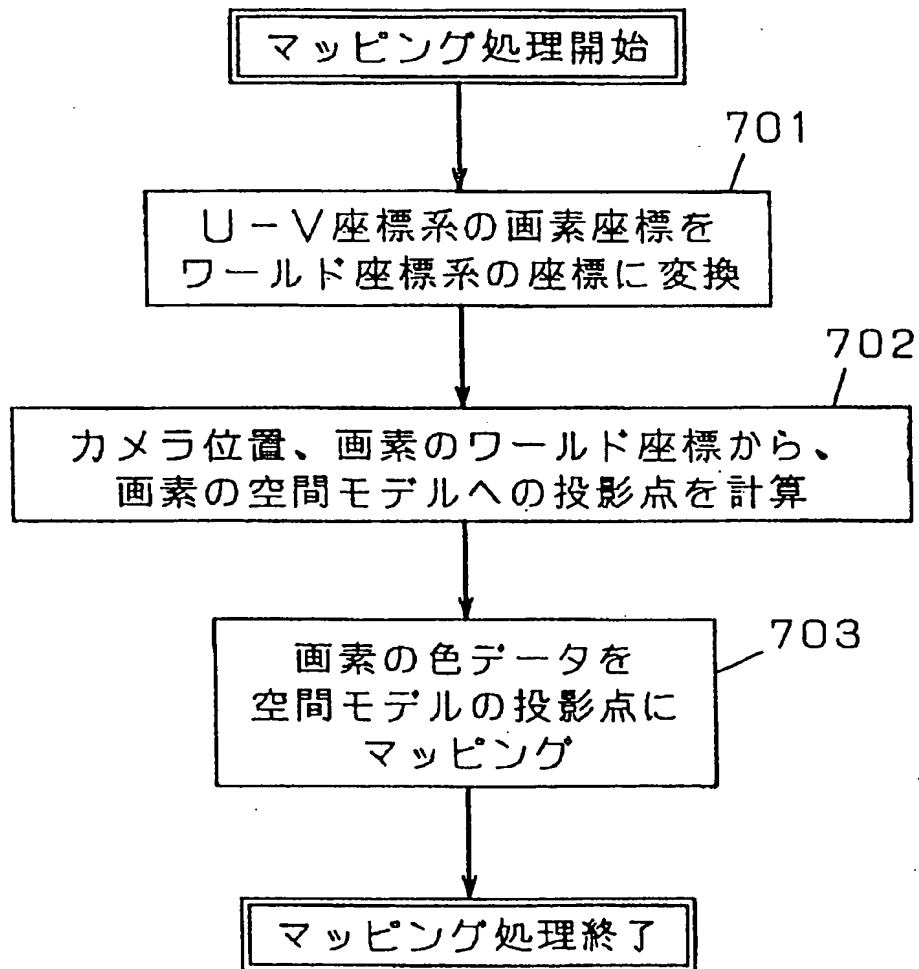 マッピング処理開始
701
U－V座標系の画素座標を
ワールド座標系の座標に変換
702
カメラ位置、画素のワールド座標から、
画素の空間モデルへの投影点を計算
703
画素の色データを
空間モデルの投影点に
マッピング
マッピング処理終了